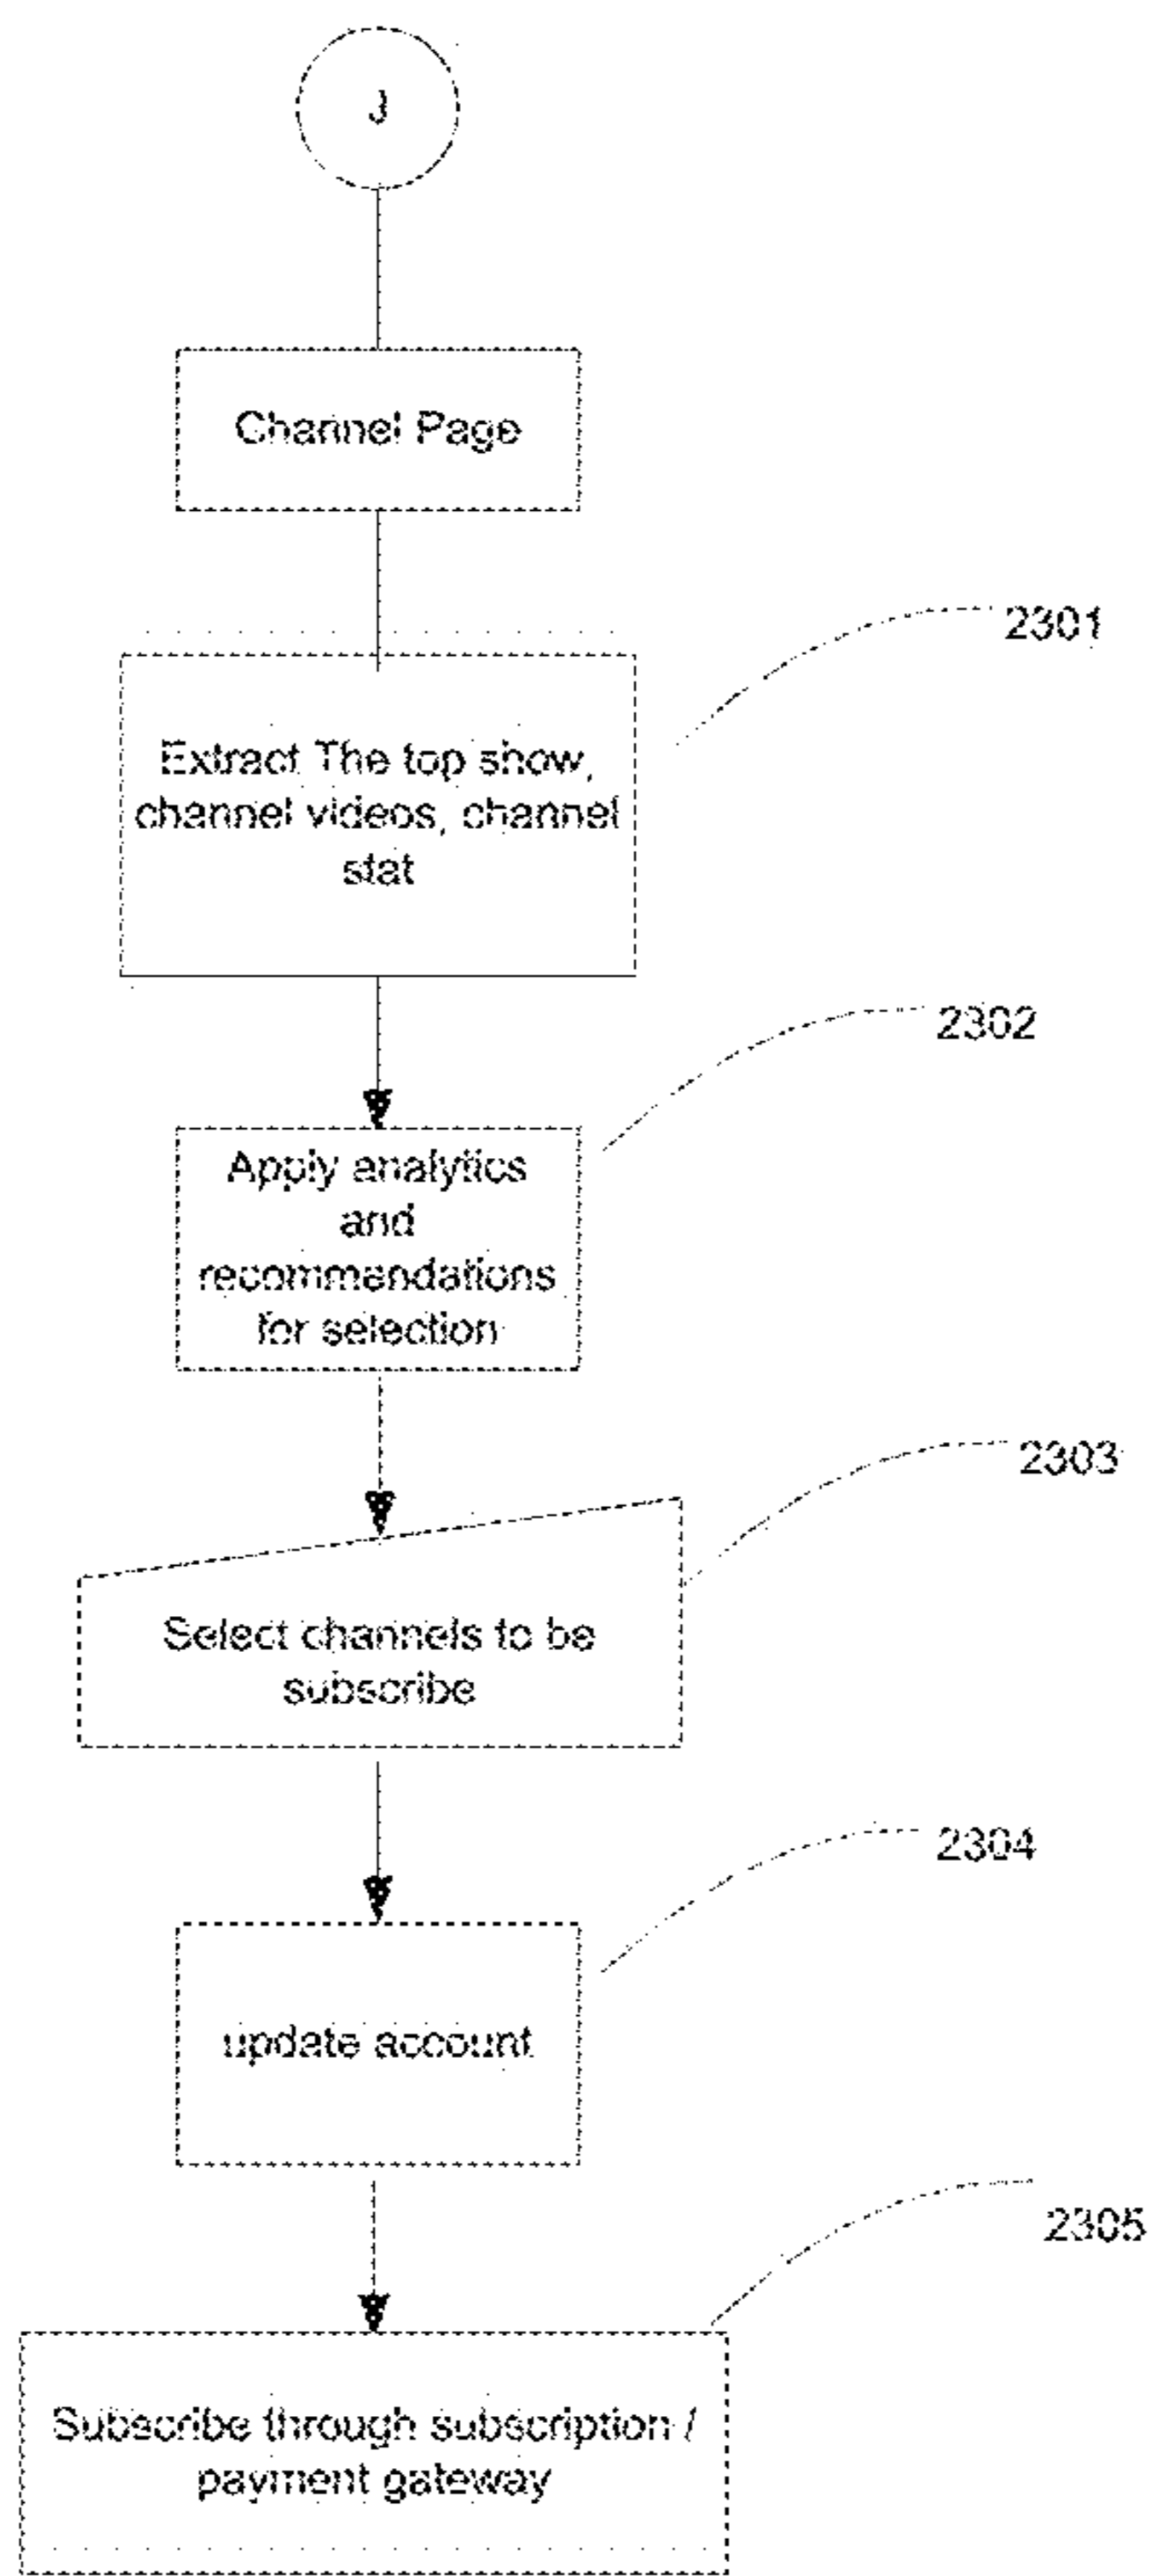 J
Channel Page
2301
Extract The top show,
channel videos, channel
stat
2302
Apply analytics
and
recommendations
for selection
2303
Select channels to be
subscribe
2304
update account
2305
Subscribe through subscription /
payment gateway